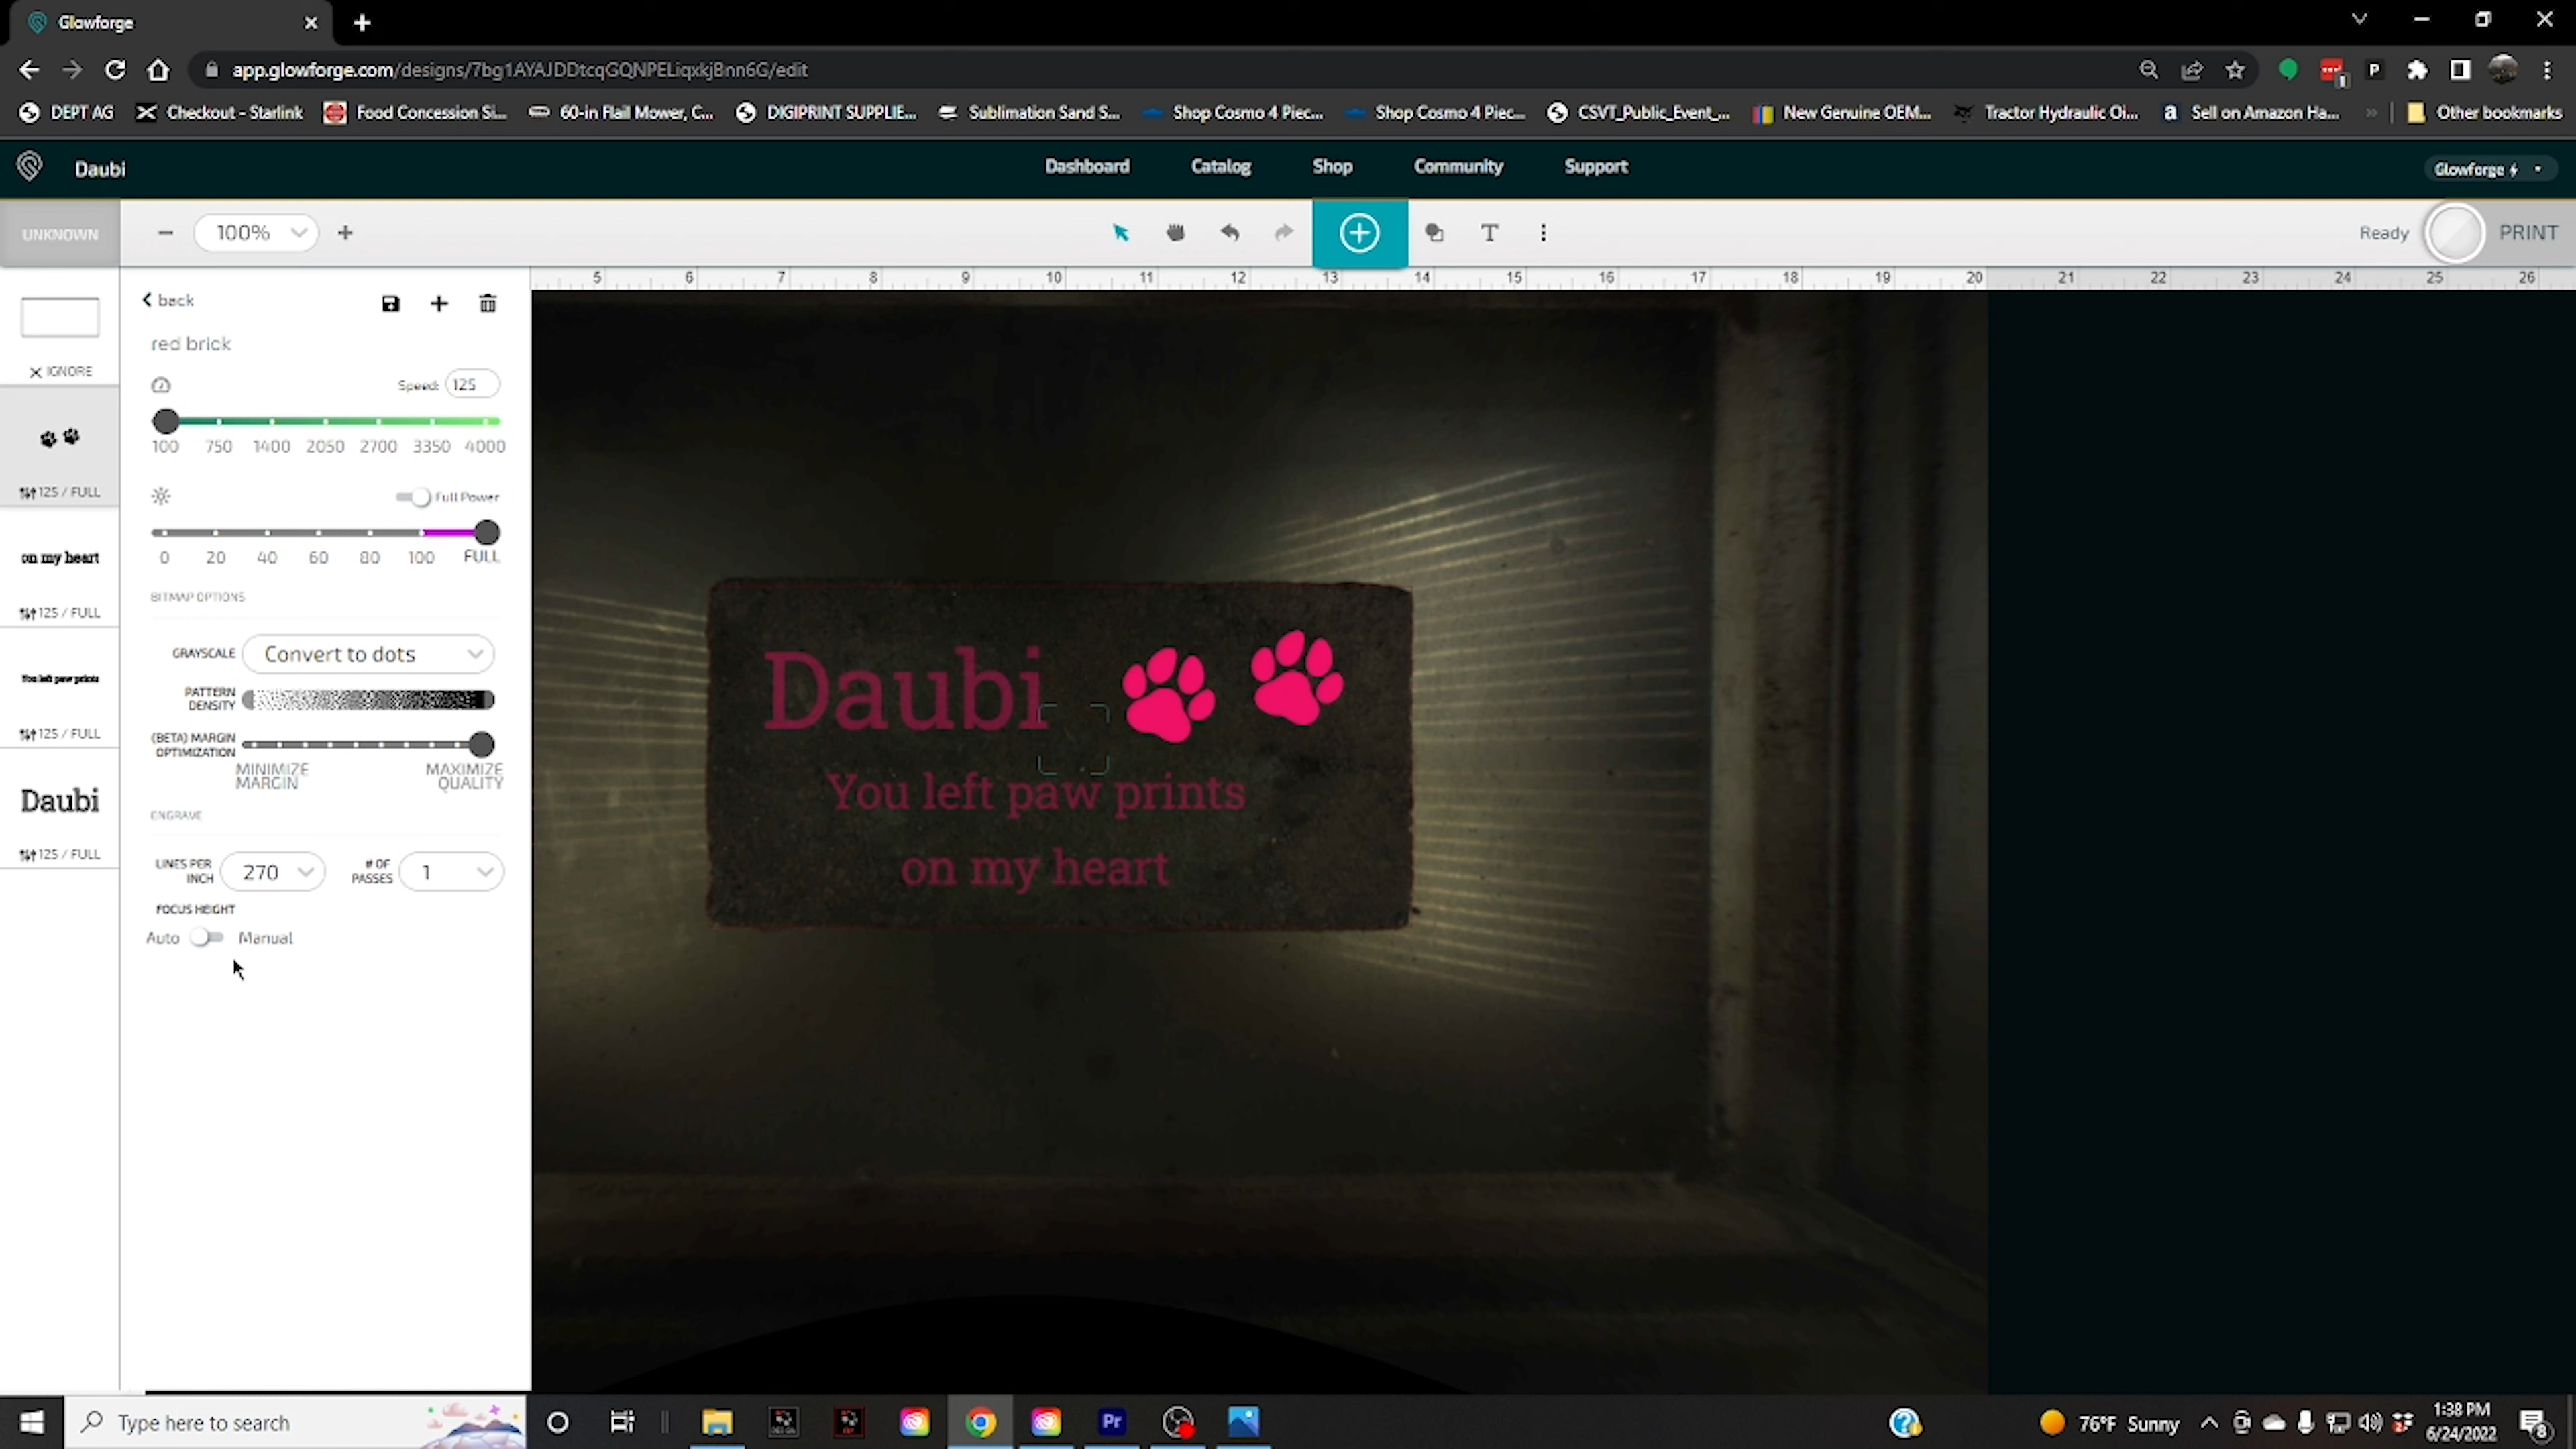 Glowforge
app.glowforge.com/designs/7bg1AYAJDDtcqGQNPELiqxkjBnn6G/edit
DEPT AG Checkout - Starlink Food Concession Si... 60-in Flail Mower, C... DIGIPRINT SUPPLIE... Sublimation Sand S... Shop Cosmo 4 Piec... Shop Cosmo 4 Piec... CSVT_Public_Event_... New Genuine OEM... Tractor Hydraulic Oi... Sell on Amazon Ha... » Other bookmarks
Daubi Dashboard Catalog Shop Community Support Glowforge
UNKNOWN 100% T Ready PRINT
5 6 7 8 9 10 11 12 13 14 15 16 17 18 19 20 21 22 23 24 25 26
back
red brick
IGNORE
Speed: 125
100 750 1400 2050 2700 3350 4000
125 / FULL
Full Power
0 20 40 60 80 100 FULL
on my heart
125 / FULL
BITMAP OPTIONS
GRAYSCALE Convert to dots
You left paw prints
PATTERN
DENSITY
125 / FULL
(BETA) MARGIN
OPTIMIZATION
MINIMIZE
MARGIN
MAXIMIZE
QUALITY
Daubi
125 / FULL
ENGRAVE
LINES PER
INCH
270
# OF
PASSES
1
FOCUS HEIGHT
Auto Manual
Daubi
You left paw prints
on my heart
Type here to search
Pr
76°F Sunny
1:38 PM
6/24/2022
8